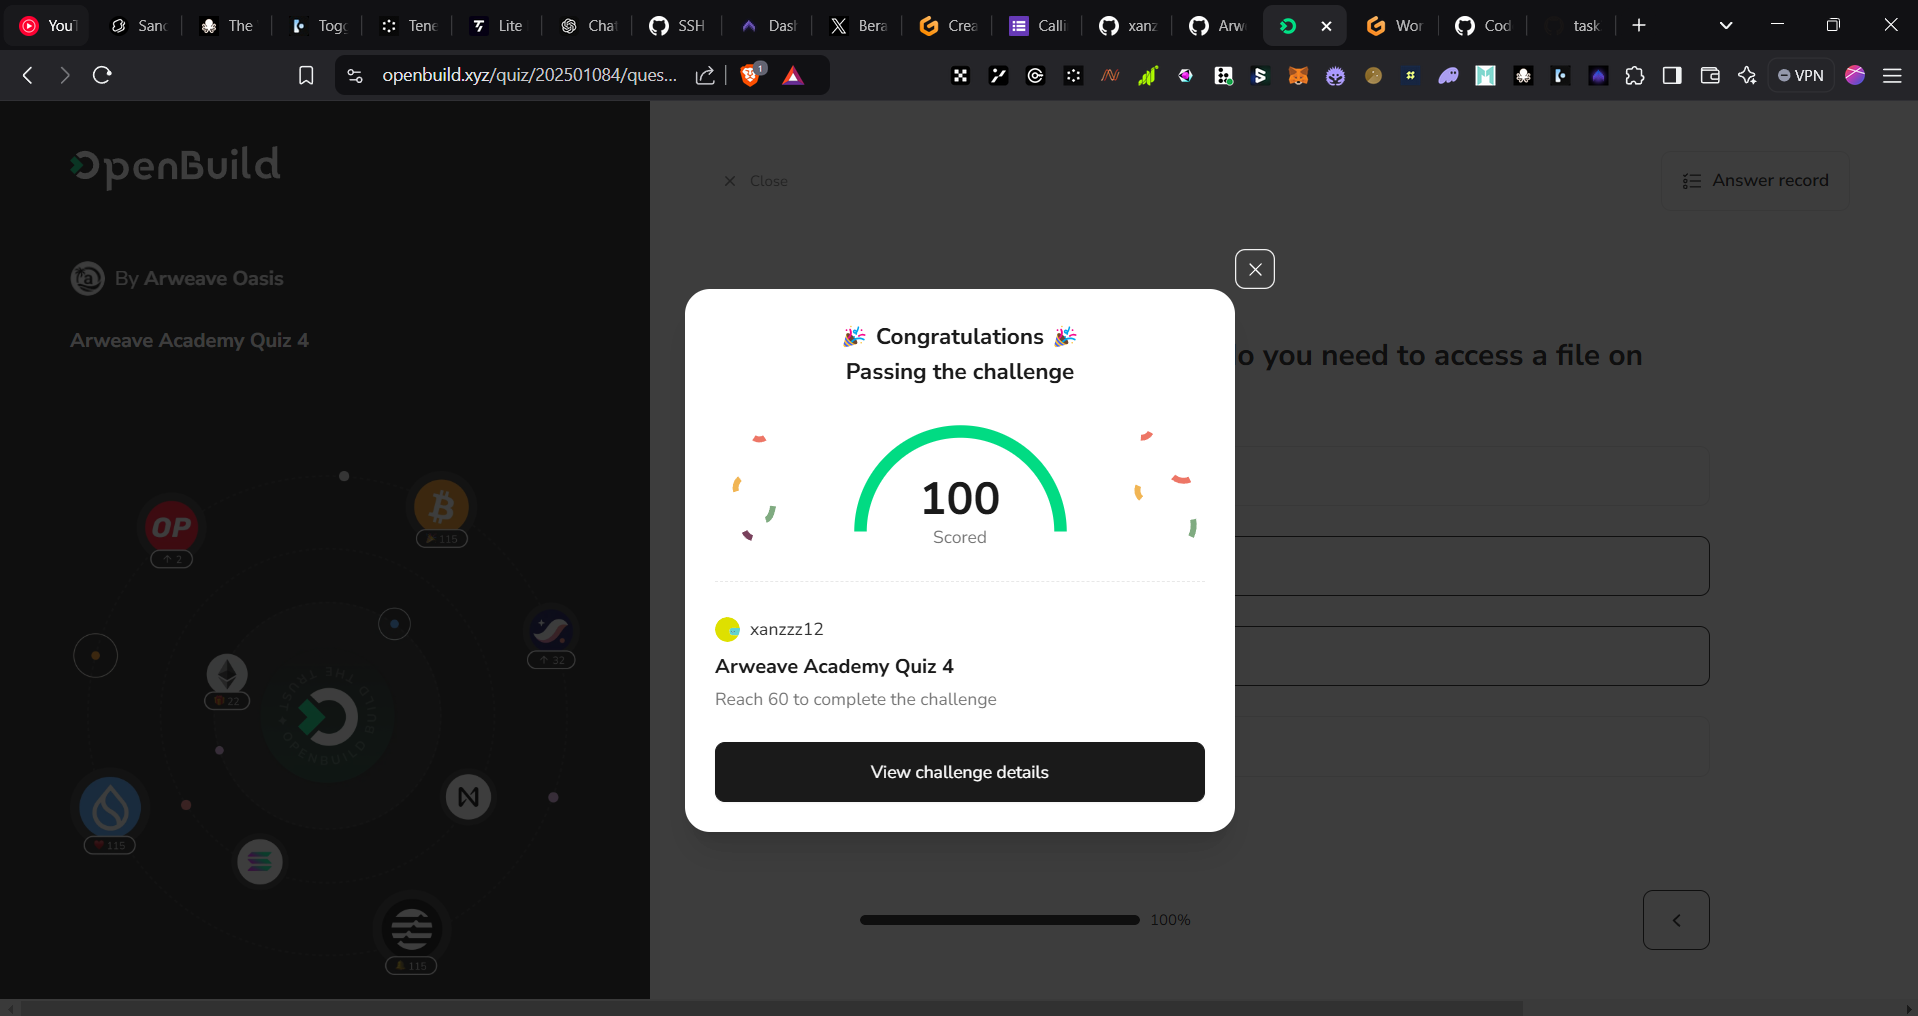 YouT
Sanc
The
Togg
Tene
Lite
Chat
SSH
Dash
Bera
Crea
Calli
xanz
Arw
Wor
Cod
task
openbuild.xyz/quiz/202501084/ques...
1
VPN
OpenBuild
By Arweave Oasis
Arweave Academy Quiz 4
OP
2
115
32
22
115
115
Close
Answer record
o you need to access a file on
Congratulations
Passing the challenge
100
Scored
xanzzz12
Arweave Academy Quiz 4
Reach 60 to complete the challenge
View challenge details
100%